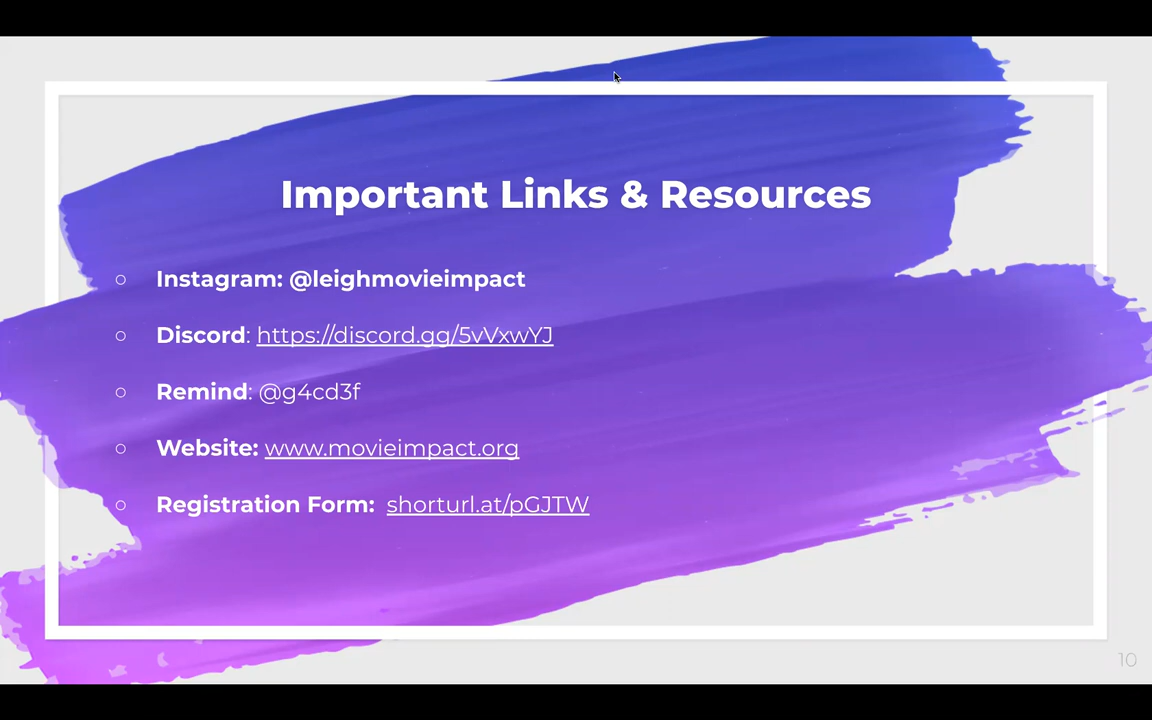 Important Links & Resources
○ Instagram: @leighmovieimpact
○ Discord: https://discord.gg/5vVxwYJ
○ Remind: @g4cd3f
○ Website: www.movieimpact.org
○ Registration Form: shorturl.at/pGJTW
10